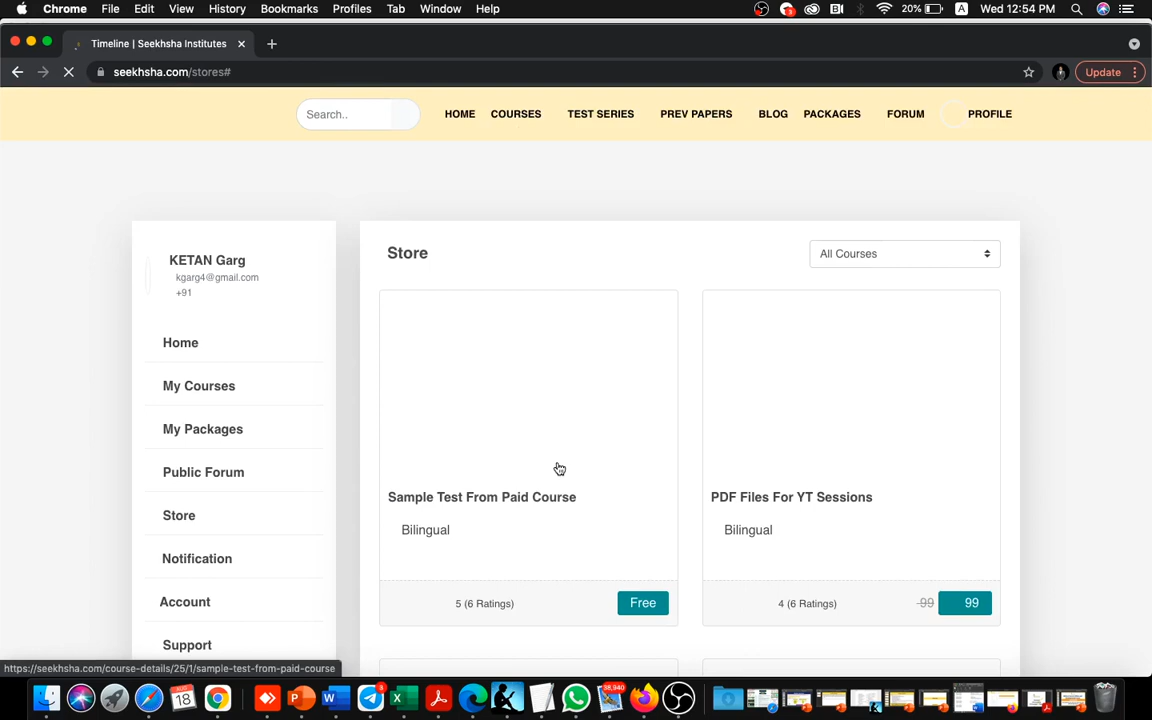 Chrome File Edit View History Bookmarks Profiles Tab Window Help 20% A Wed 12:54 PM
Timeline | Seekhsha Institutes
seekhsha.com/stores# Update
Search.. HOME COURSES TEST SERIES PREV PAPERS BLOG PACKAGES FORUM PROFILE
KETAN Garg
kgarg4@gmail.com
+91
Home
My Courses
My Packages
Public Forum
Store
Notification
Account
Support
Store All Courses
Sample Test From Paid Course
Bilingual
5 (6 Ratings) Free
PDF Files For YT Sessions
Bilingual
4 (6 Ratings) 99 99
https://seekhsha.com/course-details/25/1/sample-test-from-paid-course
18
3
38,940